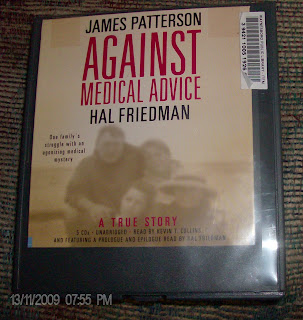 JAMES PATTERSON
AGAINST
MEDICAL ADVICE
HAL FRIEDMAN
One family's
struggle with an
agonizing medical
mystery
A TRUE STORY
5 CDs • UNABRIDGED • READ BY KEVIN T. COLLINS
AND FEATURING A PROLOGUE AND EPILOGUE READ BY HAL FRIEDMAN
13/11/2009 07:55 PM